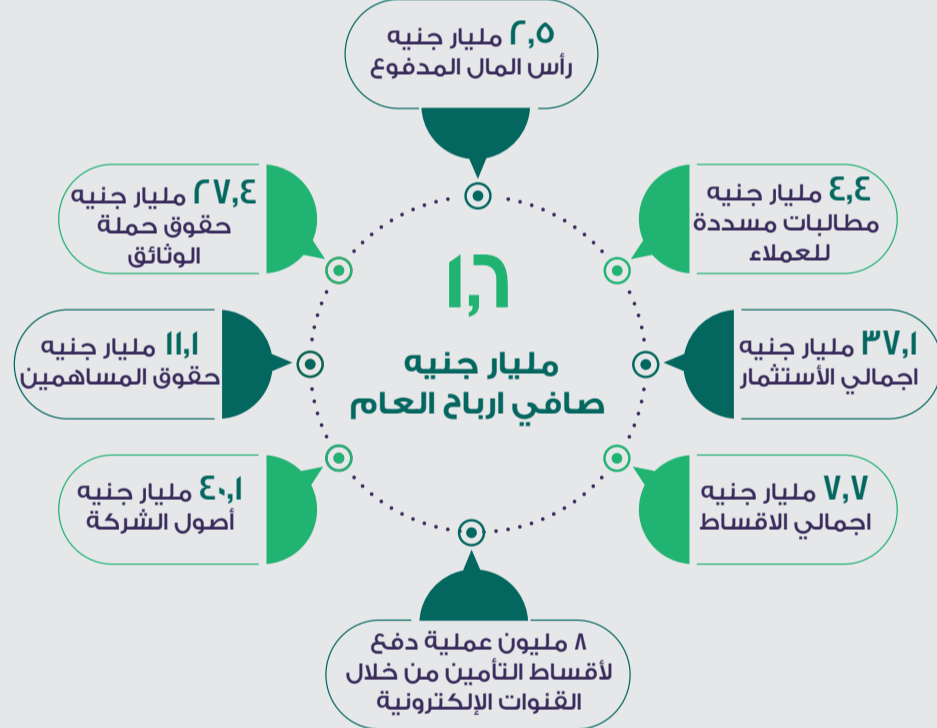 ٢,٥ مليار جنيه
رأس المال المدفوع
٤,٤ مليار جنيه
مطالبات مسددة
للعملاء
٢٧,٤ مليار جنيه
حقوق حملة
الوثائق
١,٦
مليار جنيه
صافي ارباح العام
٣٧,١ مليار جنيه
اجمالي الأستثمار
١١,١ مليار جنيه
حقوق المساهمين
٧,٧ مليار جنيه
اجمالي الاقساط
٤٠,١ مليار جنيه
أصول الشركة
٨ مليون عملية دفع
لأقساط التأمين من خلال
القنوات الإلكترونية